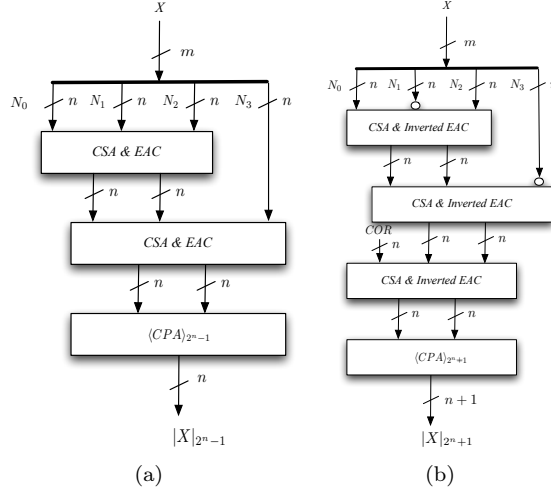 X
m
N₀ n N₁ n N₂ n N₃ n
CSA & EAC
n n
CSA & EAC
n n
⟨CPA⟩₂ⁿ₋₁
n
|X|₂ⁿ₋₁
(a)
X
m
N₀ n N₁ n N₂ n N₃ n
CSA & Inverted EAC
n n
CSA & Inverted EAC
COR n n n
CSA & Inverted EAC
n n
⟨CPA⟩₂ⁿ₊₁
n + 1
|X|₂ⁿ₊₁
(b)